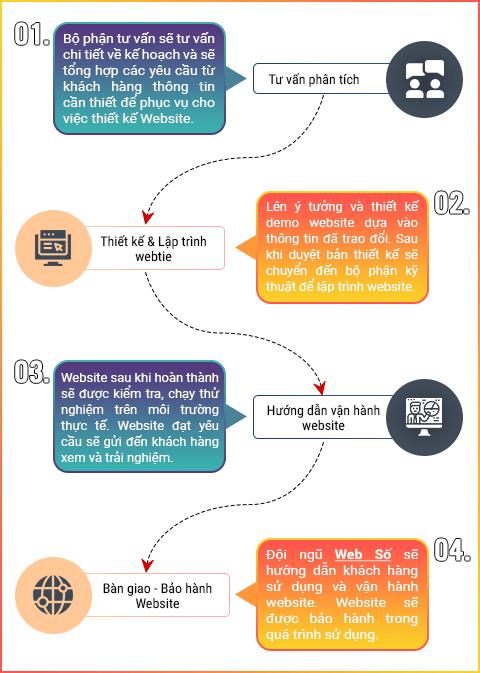 01.
Bộ phận tư vấn sẽ tư vấn
chi tiết về kế hoạch và sẽ
tổng hợp các yêu cầu từ
khách hàng thông tin
cần thiết để phục vụ cho
việc thiết kế Website.
Tư vấn phân tích
02.
Lên ý tưởng và thiết kế
demo website dựa vào
thông tin đã trao đổi. Sau
khi duyệt bản thiết kế sẽ
chuyển đến bộ phận kỹ
thuật để lập trình website.
Thiết kế & Lập trình
webtie
03.
Website sau khi hoàn thành
sẽ được kiểm tra, chạy thử
nghiệm trên môi trường
thực tế. Website đạt yêu
cầu sẽ gửi đến khách hàng
xem và trải nghiệm.
Hướng dẫn vận hành
website
04.
Đội ngũ Web Số sẽ
hướng dẫn khách hàng
sử dụng và vận hành
website. Website sẽ
được bảo hành trong
quá trình sử dụng.
Bàn giao - Bảo hành
Website